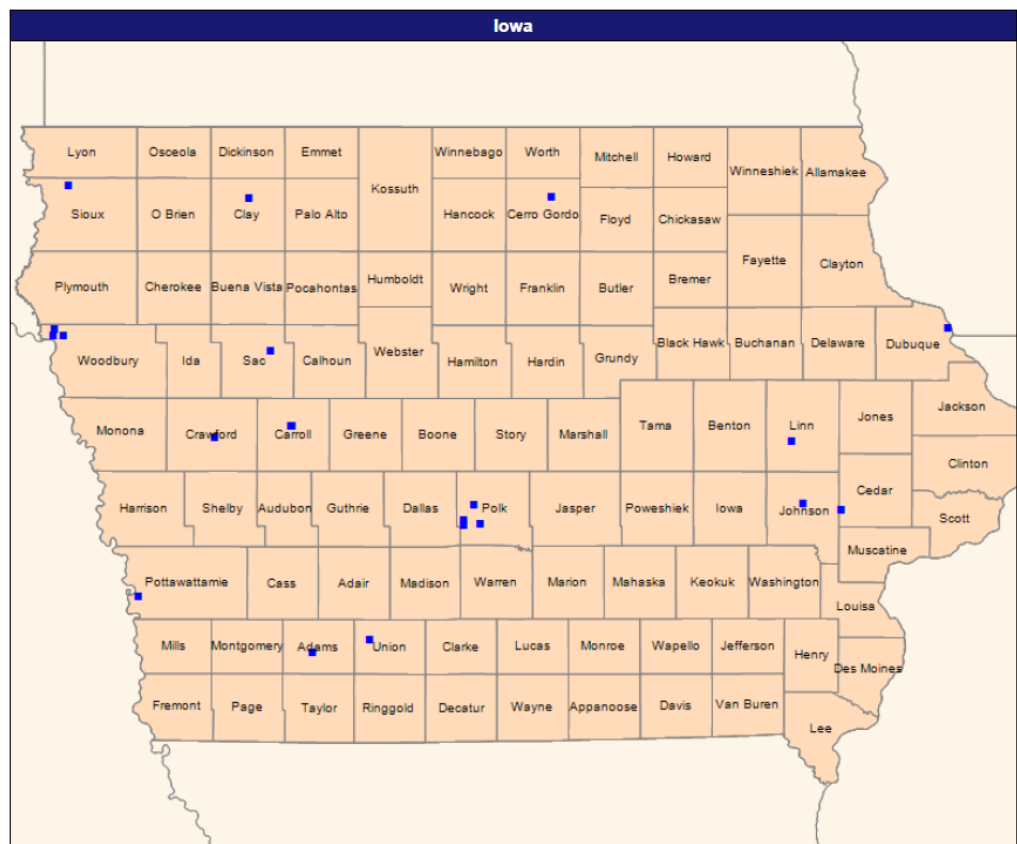 Iowa
Lyon
Osceola
Dickinson
Emmet
Kossuth
Winnebago
Worth
Mitchell
Howard
Winneshiek
Allamakee
Sioux
O Brien
Clay
Palo Alto
Hancock
Cerro Gordo
Floyd
Chickasaw
Fayette
Clayton
Plymouth
Cherokee
Buena Vista
Pocahontas
Humboldt
Wright
Franklin
Butler
Bremer
Woodbury
Ida
Sac
Calhoun
Webster
Hamilton
Hardin
Grundy
Black Hawk
Buchanan
Delaware
Dubuque
Monona
Crawford
Carroll
Greene
Boone
Story
Marshall
Tama
Benton
Linn
Jones
Jackson
Clinton
Harrison
Shelby
Audubon
Guthrie
Dallas
Polk
Jasper
Poweshiek
Iowa
Johnson
Cedar
Scott
Muscatine
Pottawattamie
Cass
Adair
Madison
Warren
Marion
Mahaska
Keokuk
Washington
Louisa
Mills
Montgomery
Adams
Union
Clarke
Lucas
Monroe
Wapello
Jefferson
Henry
Des Moines
Fremont
Page
Taylor
Ringgold
Decatur
Wayne
Appanoose
Davis
Van Buren
Lee